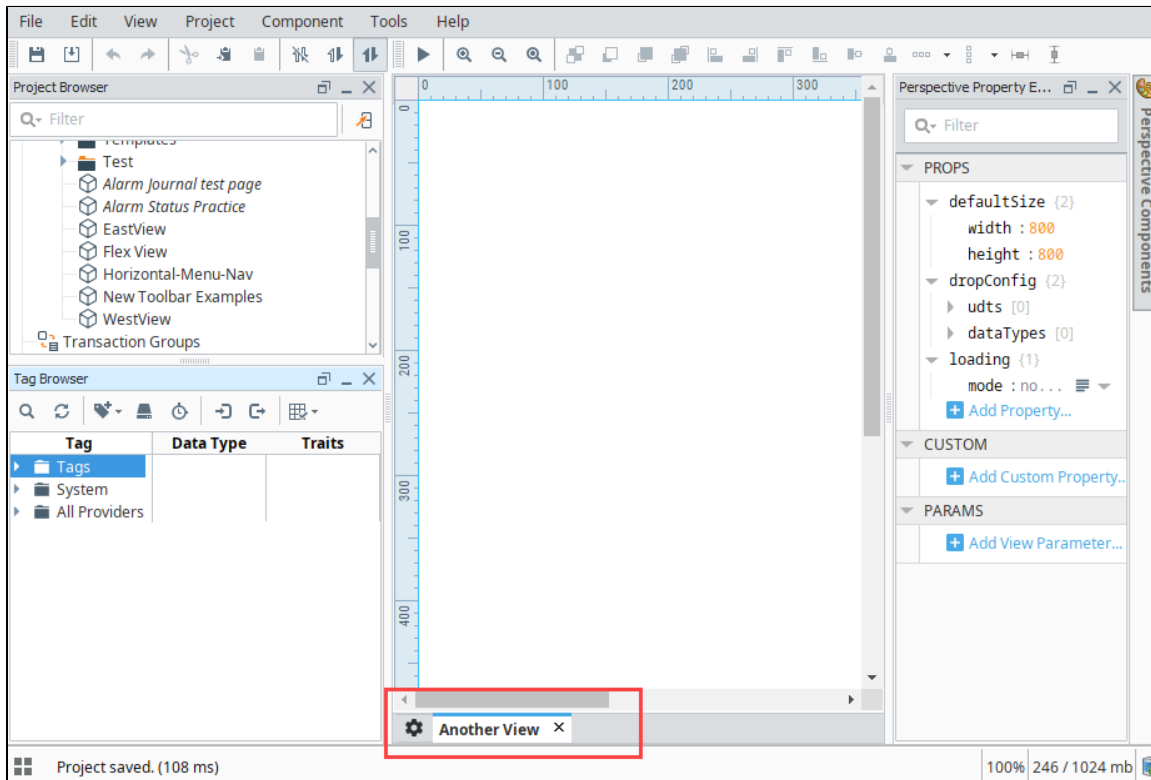 File Edit View Project Component Tools Help
Project Browser
Filter
Templates
Test
Alarm Journal test page
Alarm Status Practice
EastView
Flex View
Horizontal-Menu-Nav
New Toolbar Examples
WestView
Transaction Groups
Tag Browser
Tag Data Type Traits
Tags
System
All Providers
0 100 200 300
0
100
200
300
400
Another View
Perspective Property E...
Filter
PROPS
defaultSize {2}
width : 800
height : 800
dropConfig {2}
udts [0]
dataTypes [0]
loading {1}
mode : no...
Add Property...
CUSTOM
Add Custom Property..
PARAMS
Add View Parameter...
Perspective Components
Project saved. (108 ms)
100% 246 / 1024 mb